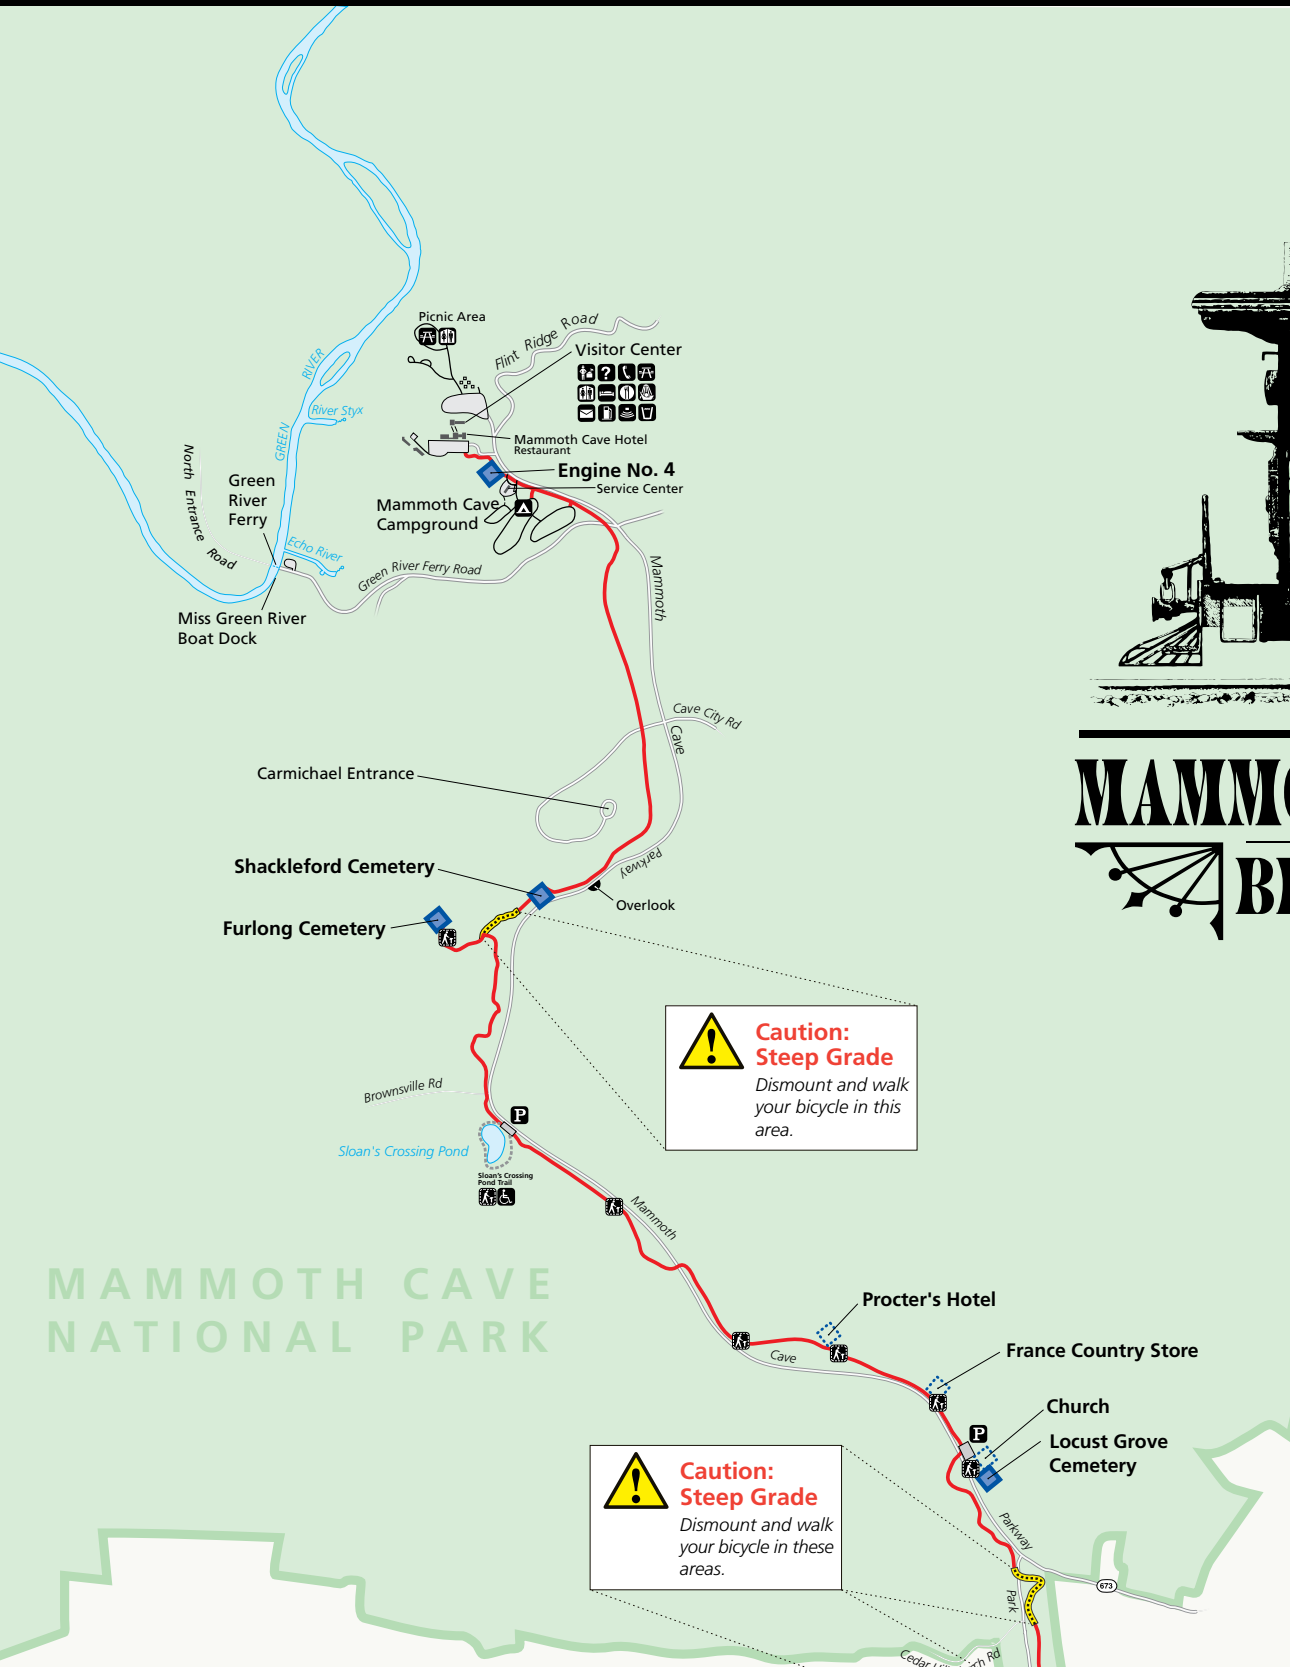 Picnic Area
Flint Ridge Road
Visitor Center
RIVER
River Styx
GREEN
Mammoth Cave Hotel
Restaurant
North Entrance Road
Engine No. 4
Green
River
Ferry
Service Center
Mammoth Cave
Campground
Echo River
Green River Ferry Road
Mammoth
Miss Green River
Boat Dock
Cave City Rd
Cave
Carmichael Entrance
MAMM
Parkway
Shackleford Cemetery
Overlook
Furlong Cemetery
Caution:
Steep Grade
Dismount and walk
your bicycle in this
area.
Brownsville Rd
P
Sloan's Crossing Pond
Sloan's Crossing
Pond Trail
Mammoth
MAMMOTH CAVE
NATIONAL PARK
Procter's Hotel
Cave
France Country Store
Church
P
Locust Grove
Cemetery
Caution:
Steep Grade
Dismount and walk
your bicycle in these
areas.
Parkway
673
Park
Rd